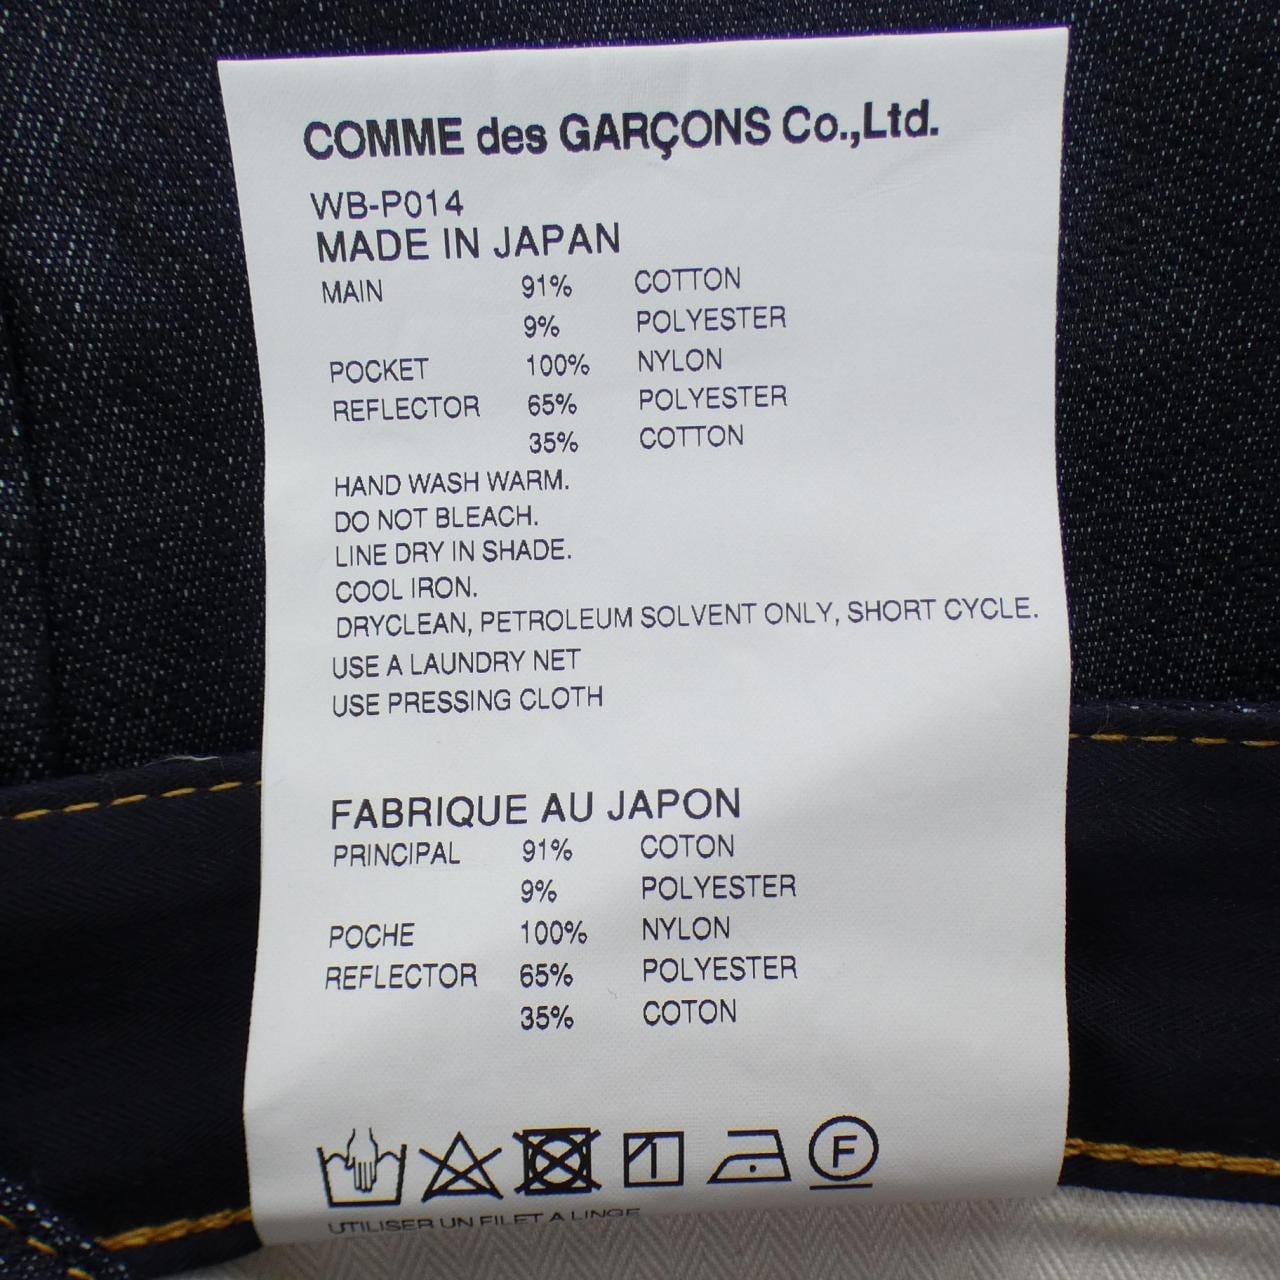 COMME des GARÇONS Co.,Ltd.
WB-P014
MADE IN JAPAN
MAIN 91% COTTON
9% POLYESTER
POCKET 100% NYLON
REFLECTOR 65% POLYESTER
35% COTTON
HAND WASH WARM.
DO NOT BLEACH.
LINE DRY IN SHADE.
COOL IRON.
DRYCLEAN, PETROLEUM SOLVENT ONLY, SHORT CYCLE.
USE A LAUNDRY NET
USE PRESSING CLOTH
FABRIQUE AU JAPON
PRINCIPAL 91% COTON
9% POLYESTER
POCHE 100% NYLON
REFLECTOR 65% POLYESTER
35% COTON
F
UTILISER UN FILET A LINGE